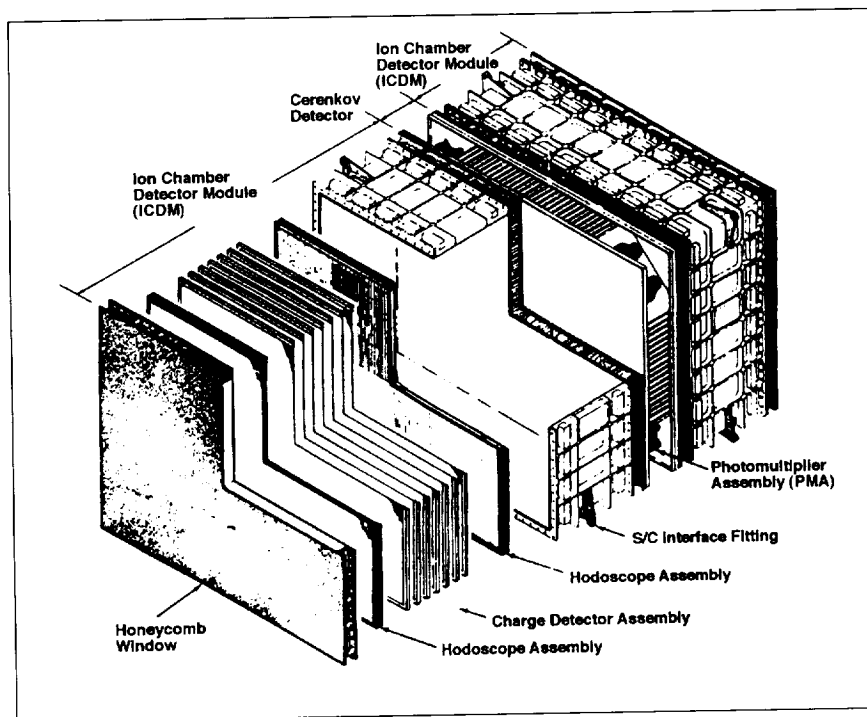 Ion Chamber
Detector Module
(ICDM)
Cerenkov
Detector
Ion Chamber
Detector Module
(ICDM)
Photomultiplier
Assembly (PMA)
S/C Interface Fitting
Hodoscope Assembly
Charge Detector Assembly
Honeycomb
Window
Hodoscope Assembly